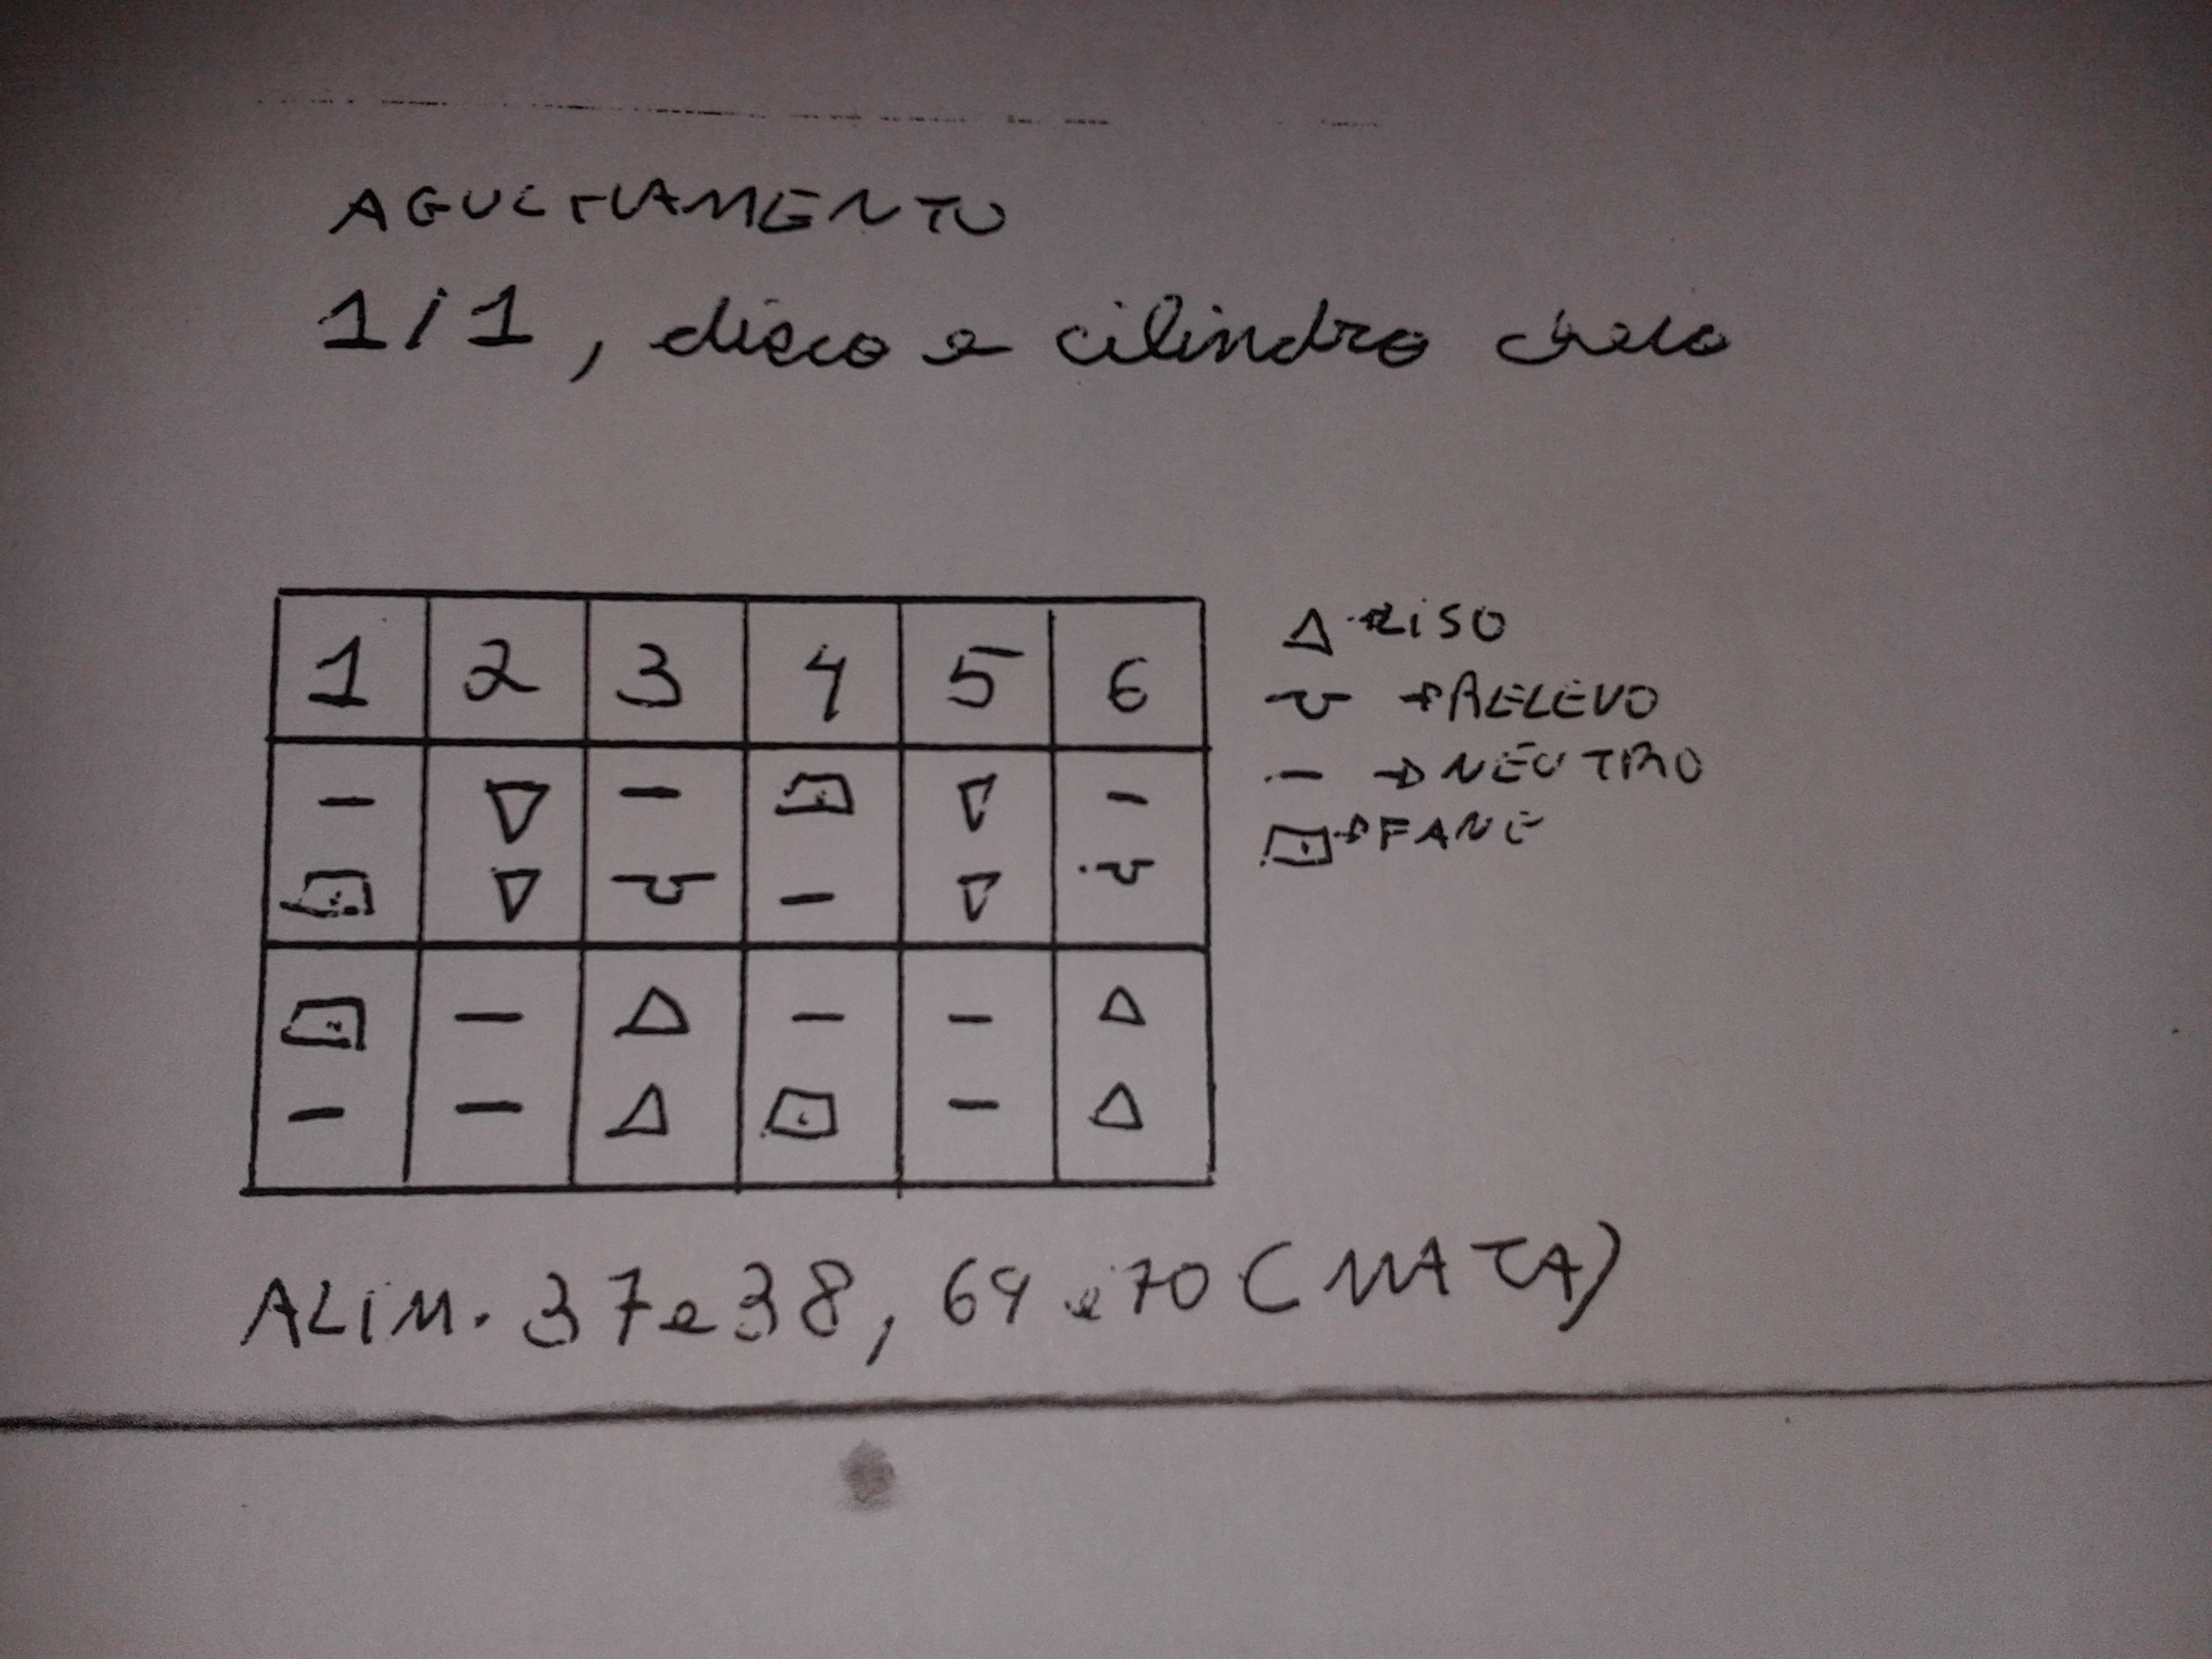 AGULHAMENTO
1/1, disco e cilindro cheio
1 2 3 4 5 6
— ▽ — ▽ —
▽ — ▽
— △ — — △
— — △ — △
△ → LISO
→ RELEVO
— → NEUTRO
→ FANE
ALIM. 37 e 38, 69 e 70 (MATA)